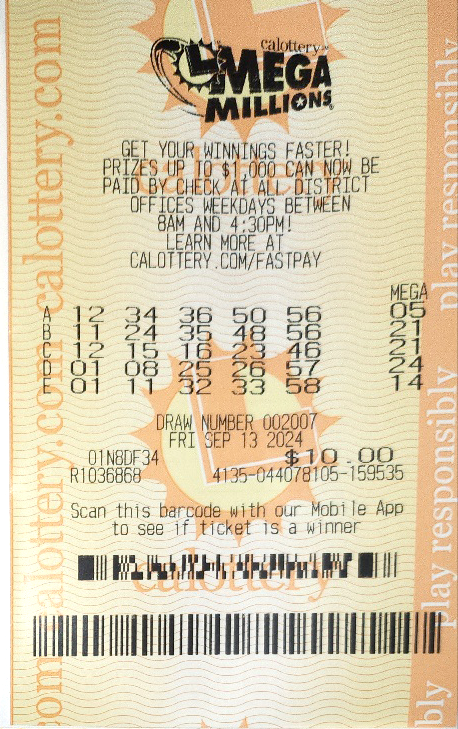 calottery
MEGA
MILLIONS
GET YOUR WINNINGS FASTER!
PRIZES UP TO $1,000 CAN NOW BE
PAID BY CHECK AT ALL DISTRICT
OFFICES WEEKDAYS BETWEEN
8AM AND 4:30PM!
LEARN MORE AT
CALOTTERY.COM/FASTPAY
MEGA
A 12 34 36 50 56 05
B 11 24 35 48 56 21
C 12 15 16 23 46 21
D 01 08 25 26 57 24
E 01 11 32 33 58 14
DRAW NUMBER 002007
FRI SEP 13 2024
01N8DF34 $10.00
R1036868 4135-044078105-159535
Scan this barcode with our Mobile App
to see if ticket is a winner
calottery
calottery.com
calottery.com
com
play responsibly
play responsibly
bly